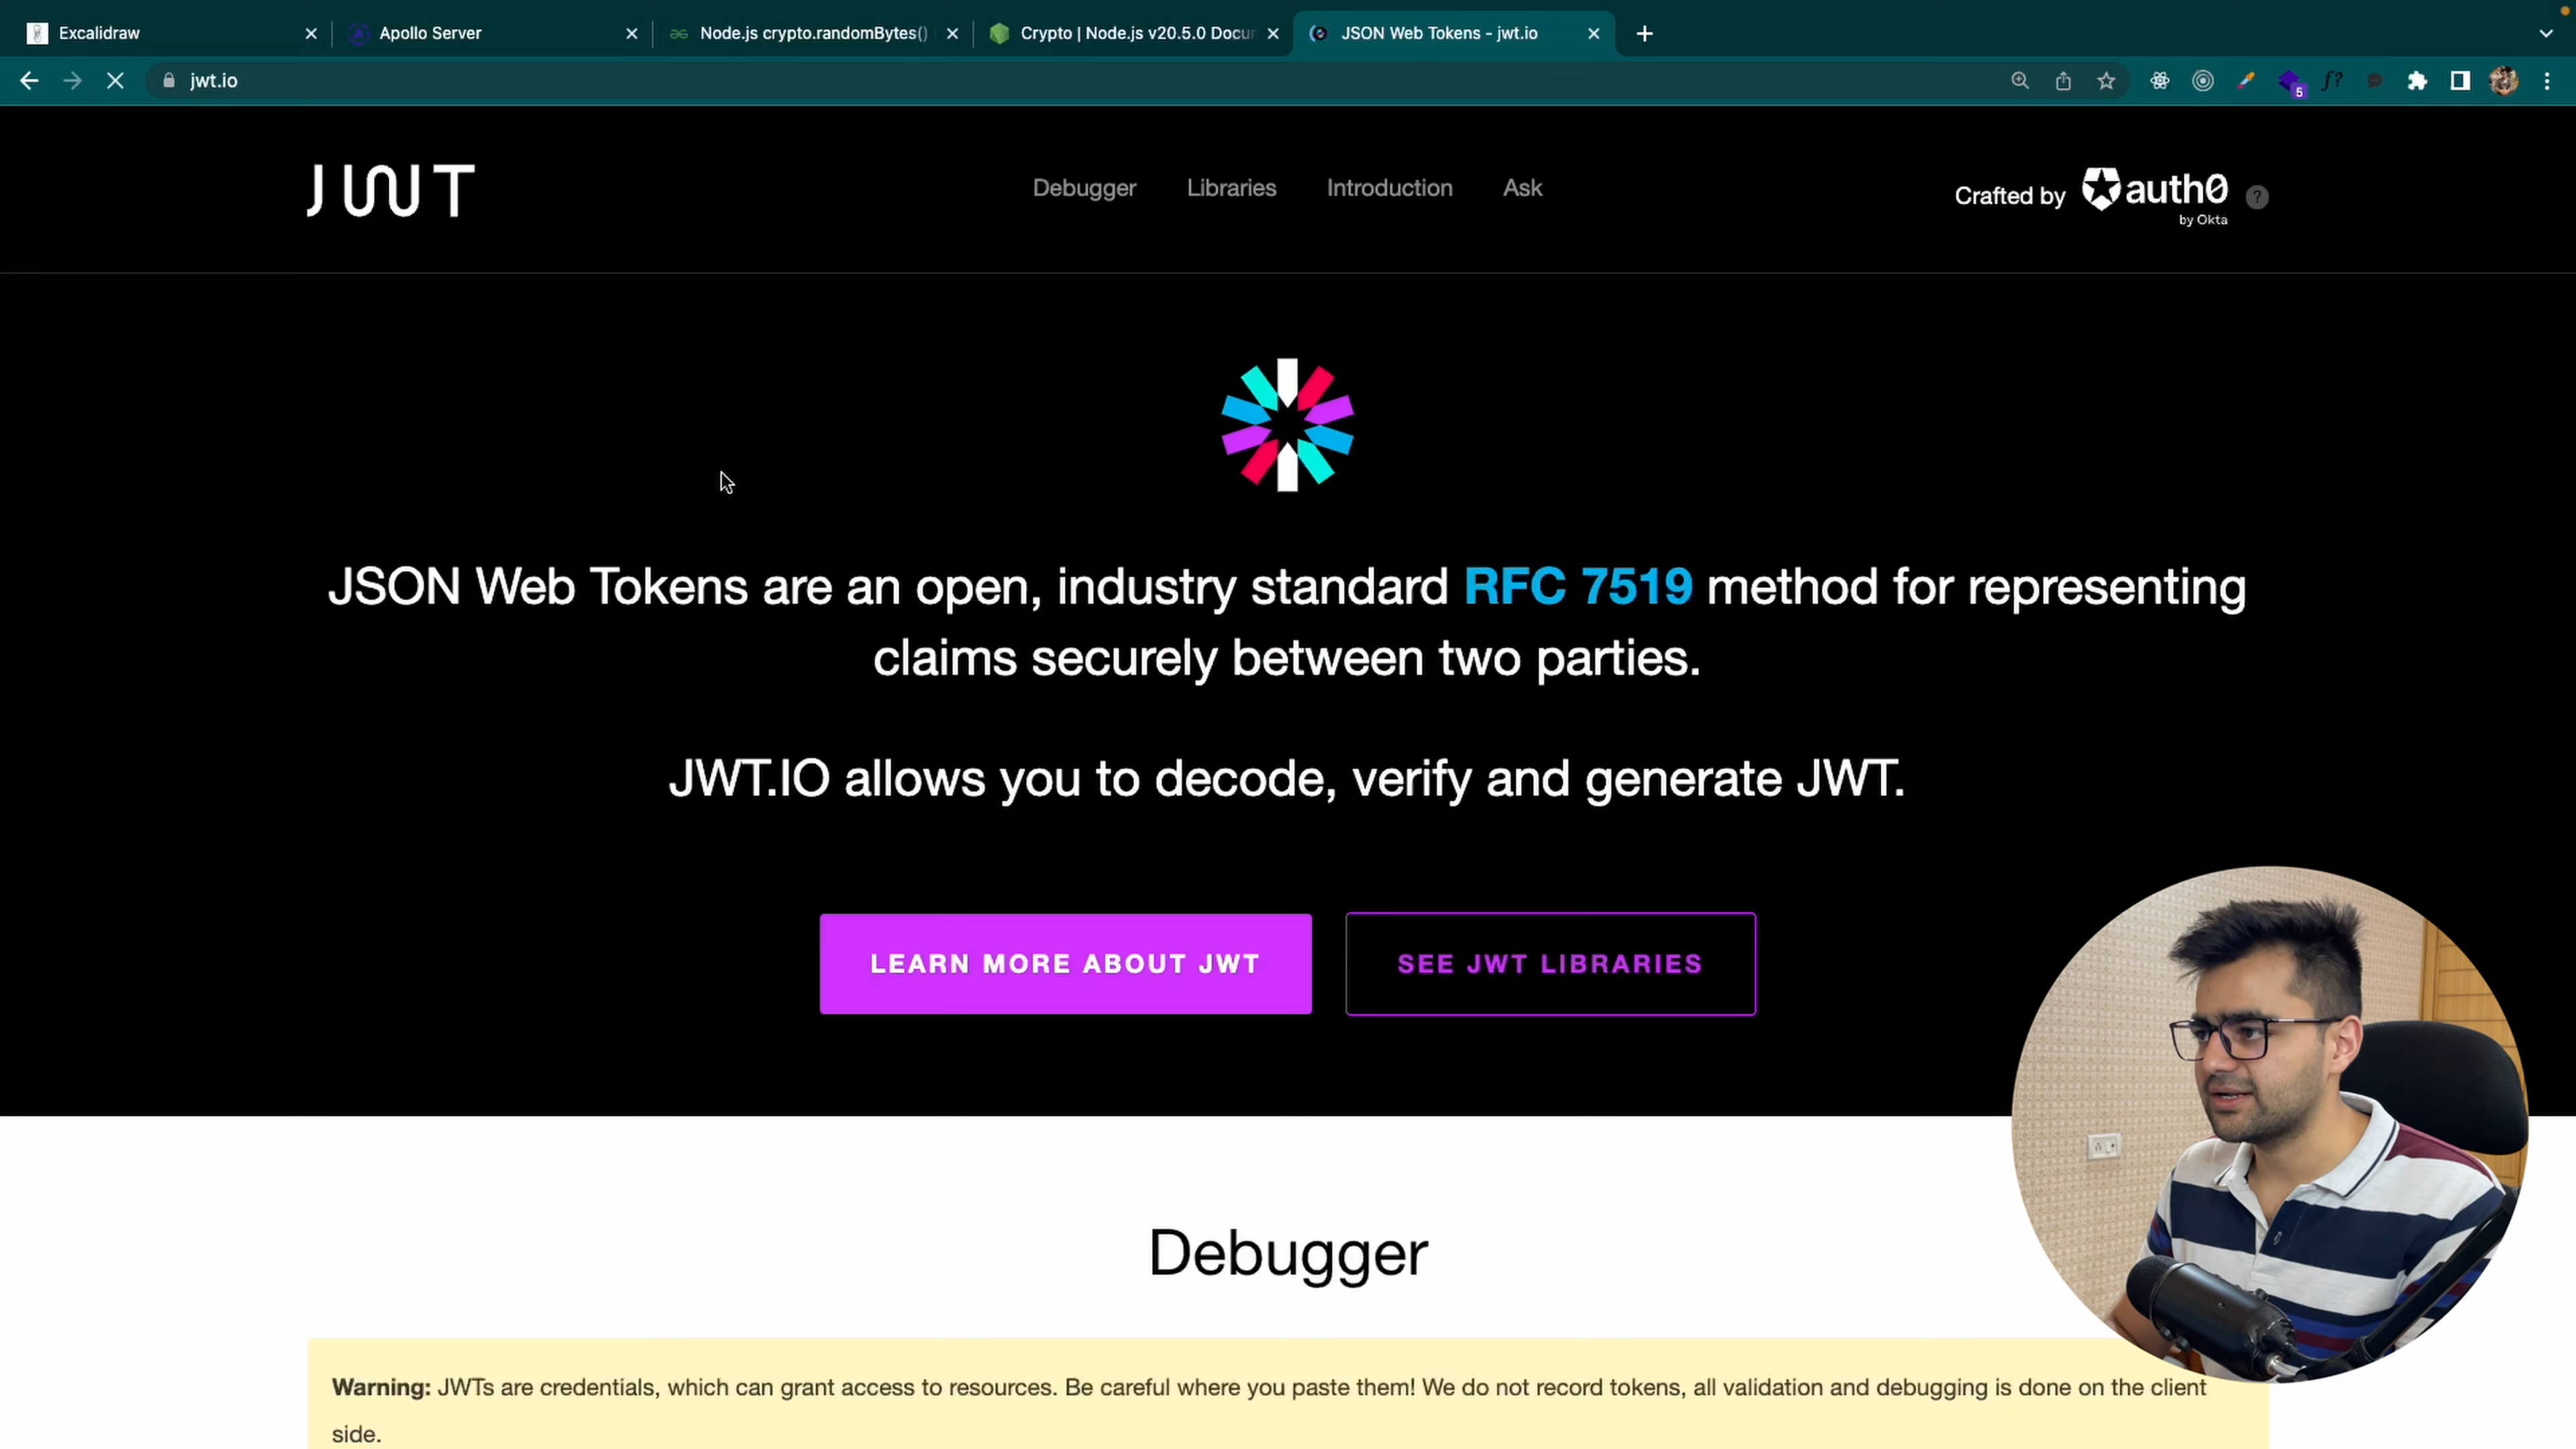 Excalidraw
Apollo Server
Node.js crypto.randomBytes()
Crypto | Node.js v20.5.0 Docu
JSON Web Tokens - jwt.io
jwt.io
5
f?
JWT
Debugger
Libraries
Introduction
Ask
Crafted by
auth0
by Okta
?
JSON Web Tokens are an open, industry standard RFC 7519 method for representing
claims securely between two parties.
JWT.IO allows you to decode, verify and generate JWT.
LEARN MORE ABOUT JWT
SEE JWT LIBRARIES
Debugger
Warning: JWTs are credentials, which can grant access to resources. Be careful where you paste them! We do not record tokens, all validation and debugging is done on the client
side.